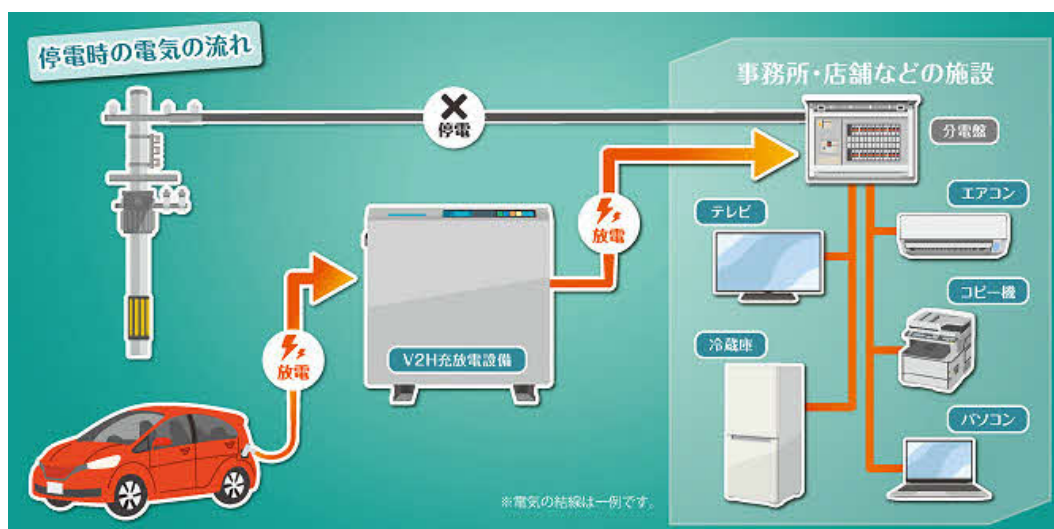 停電時の電気の流れ
事務所・店舗などの施設
停電
分電盤
エアコン
テレビ
放電
コピー機
冷蔵庫
V2H充放電設備
放電
パソコン
※電気の結線は一例です。